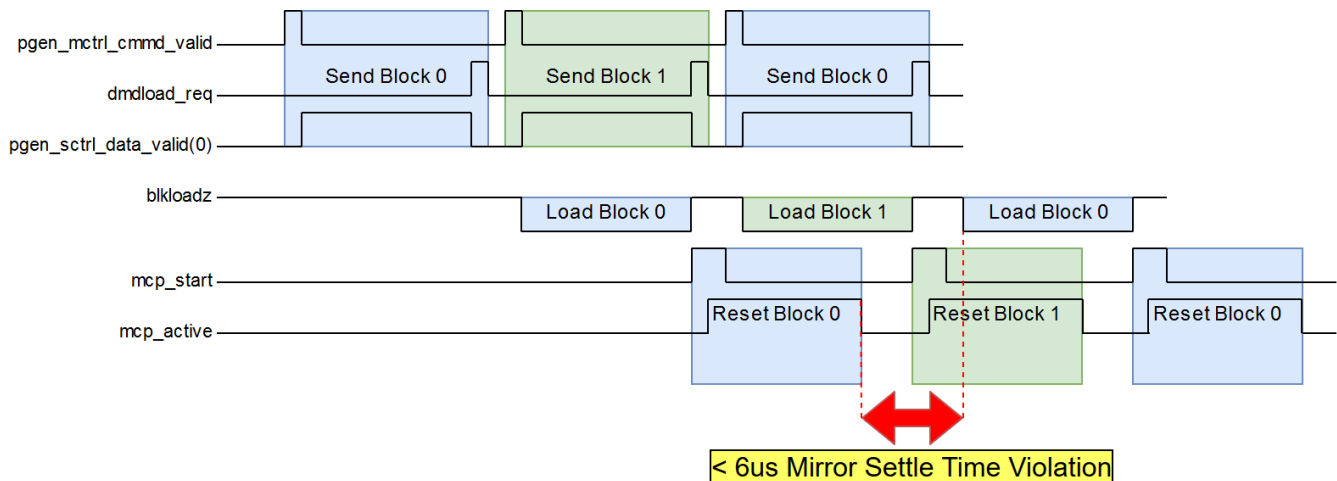 pgen_mctrl_cmmd_valid
Send Block 0
Send Block 1
Send Block 0
dmdload_req
pgen_sctrl_data_valid(0)
blkloadz
Load Block 0
Load Block 1
Load Block 0
mcp_start
Reset Block 0
Reset Block 1
Reset Block 0
mcp_active
< 6us Mirror Settle Time Violation